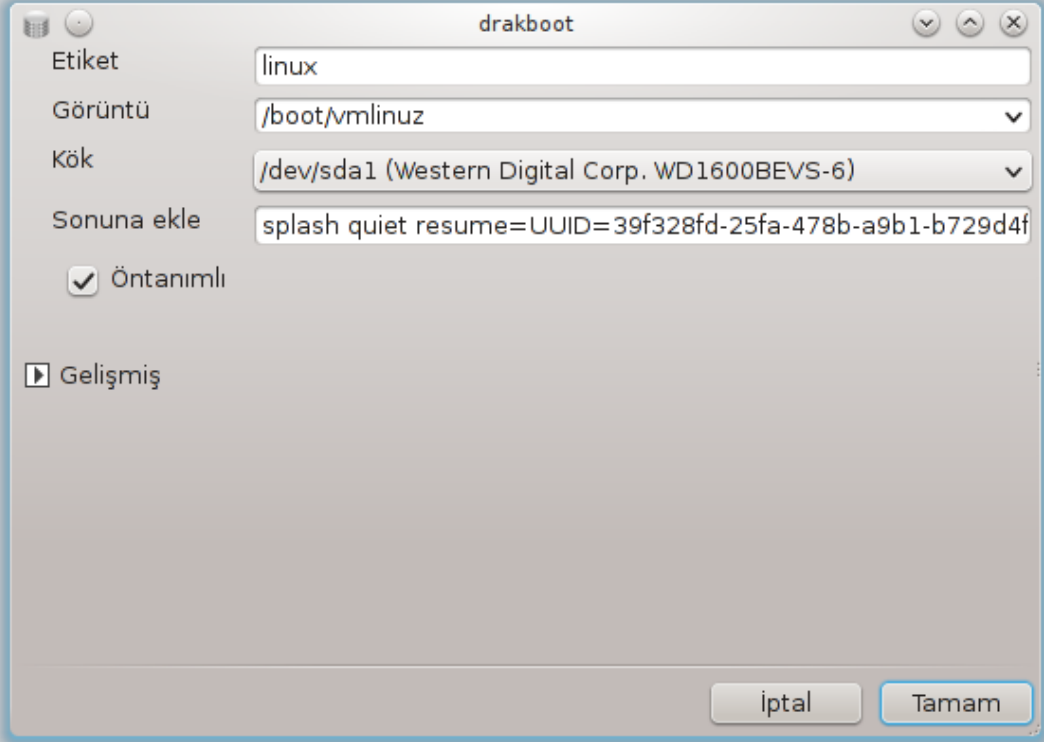 drakboot
Etiket linux
Görüntü /boot/vmlinuz
Kök /dev/sda1 (Western Digital Corp. WD1600BEVS-6)
Sonuna ekle splash quiet resume=UUID=39f328fd-25fa-478b-a9b1-b729d4f
Öntanımlı
Gelişmiş
İptal Tamam